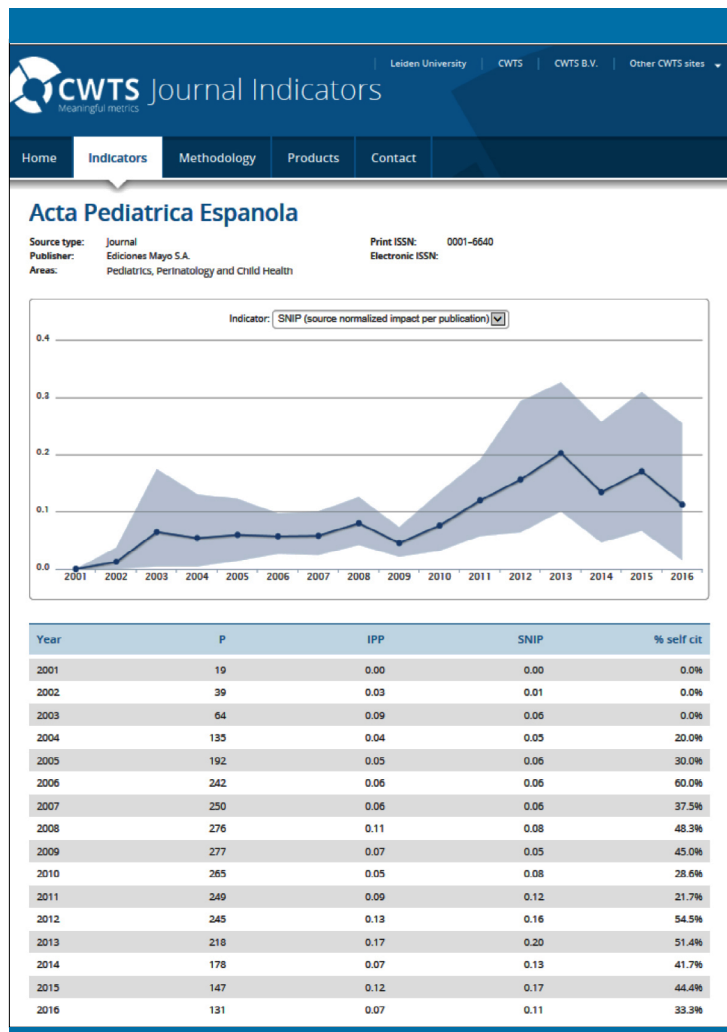 Leiden University | CWTS | CWTS B.V. | Other CWTS sites
CWTS Journal Indicators
Meaningful metrics
Home Indicators Methodology Products Contact
Acta Pediatrica Espanola
Source type: Journal Print ISSN: 0001-6640
Publisher: Ediciones Mayo S.A. Electronic ISSN:
Areas: Pediatrics, Perinatology and Child Health
Indicator: SNIP (source normalized impact per publication)
0.4
0.3
0.2
0.1
0.0
2001 2002 2003 2004 2005 2006 2007 2008 2009 2010 2011 2012 2013 2014 2015 2016
Year P IPP SNIP % self cit
2001 19 0.00 0.00 0.0%
2002 39 0.03 0.01 0.0%
2003 64 0.09 0.06 0.0%
2004 135 0.04 0.05 20.0%
2005 192 0.05 0.06 30.0%
2006 242 0.06 0.06 60.0%
2007 250 0.06 0.06 37.5%
2008 276 0.11 0.08 48.3%
2009 277 0.07 0.05 45.0%
2010 265 0.05 0.08 28.6%
2011 249 0.09 0.12 21.7%
2012 245 0.13 0.16 54.5%
2013 218 0.17 0.20 51.4%
2014 178 0.07 0.13 41.7%
2015 147 0.12 0.17 44.4%
2016 131 0.07 0.11 33.3%